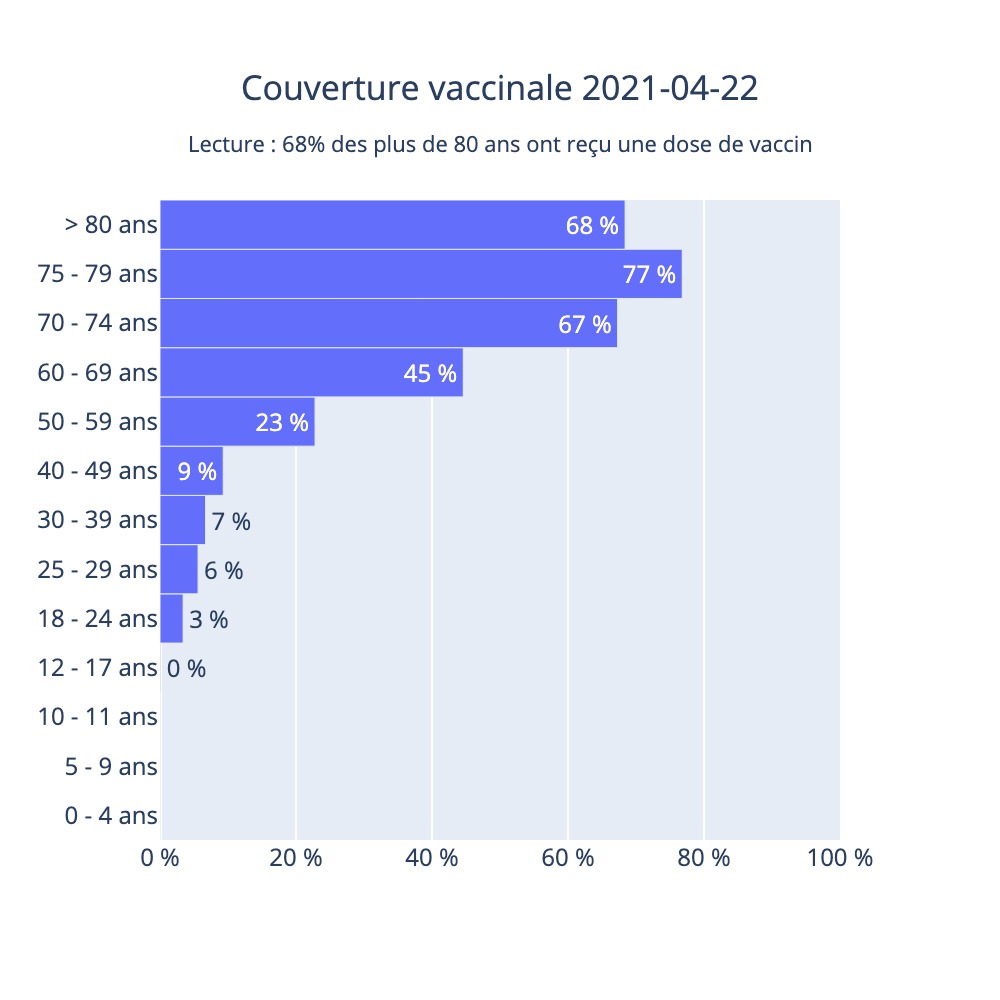 Couverture vaccinale 2021-04-22
Lecture : 68% des plus de 80 ans ont reçu une dose de vaccin
> 80 ans 68 %
75 - 79 ans 77 %
70 - 74 ans 67 %
60 - 69 ans 45 %
50 - 59 ans 23 %
40 - 49 ans 9 %
30 - 39 ans 7 %
25 - 29 ans 6 %
18 - 24 ans 3 %
12 - 17 ans 0 %
10 - 11 ans
5 - 9 ans
0 - 4 ans
0 % 20 % 40 % 60 % 80 % 100 %